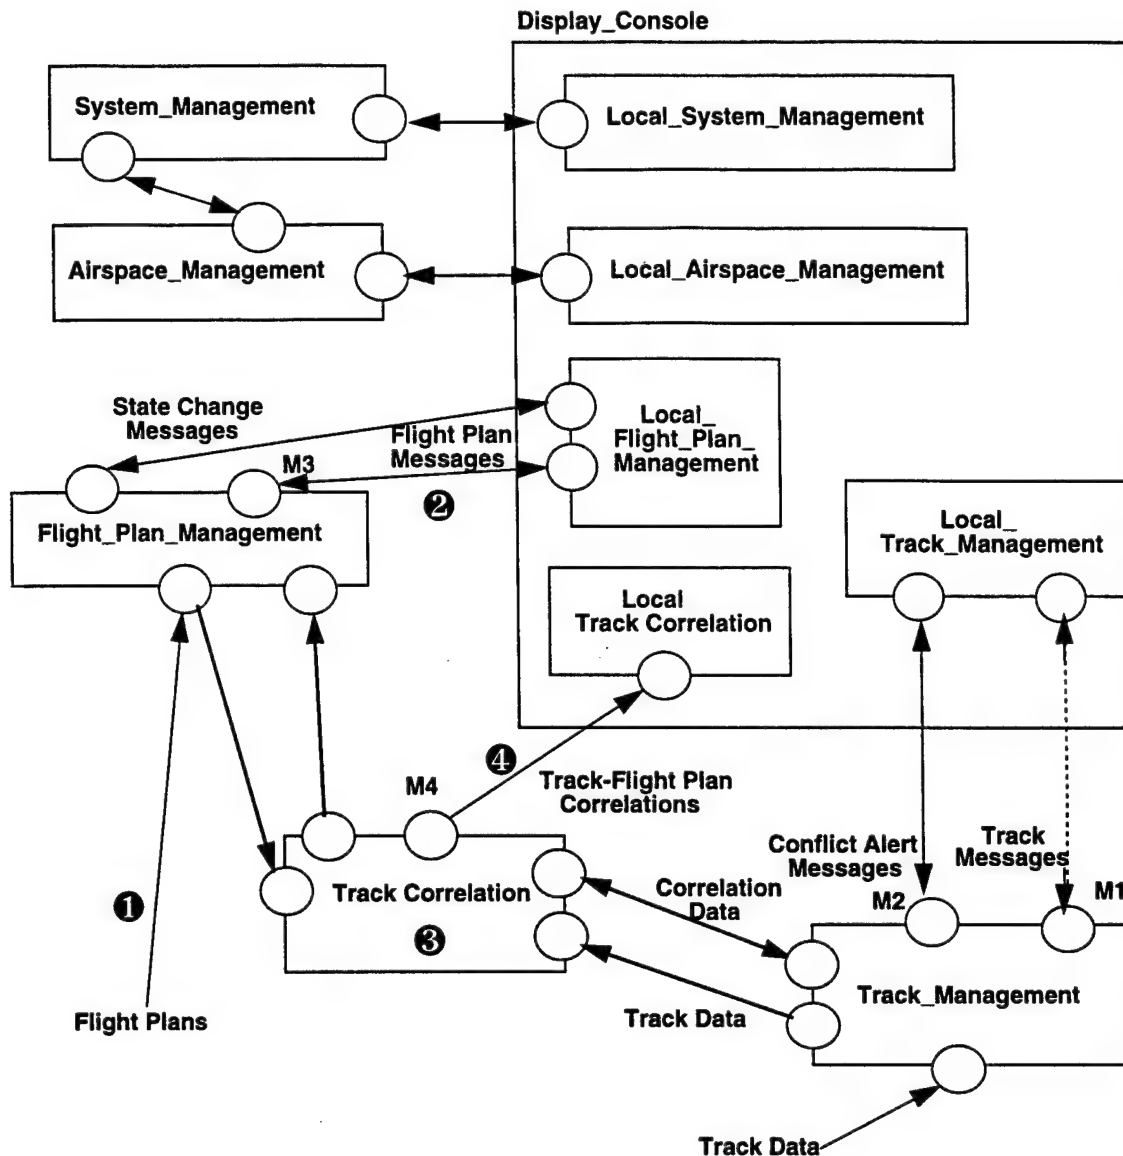 Display_Console
System_Management
Local_System_Management
Airspace_Management
Local_Airspace_Management
State Change
Messages
Flight Plan
Messages
M3
❷
Local_
Flight_Plan_
Management
Flight_Plan_Management
Local_
Track_Management
Local
Track Correlation
❹
M4
Track-Flight Plan
Correlations
Conflict Alert
Messages
Track
Messages
❶
Track Correlation
❸
Correlation
Data
M2
M1
Track_Management
Flight Plans
Track Data
Track Data